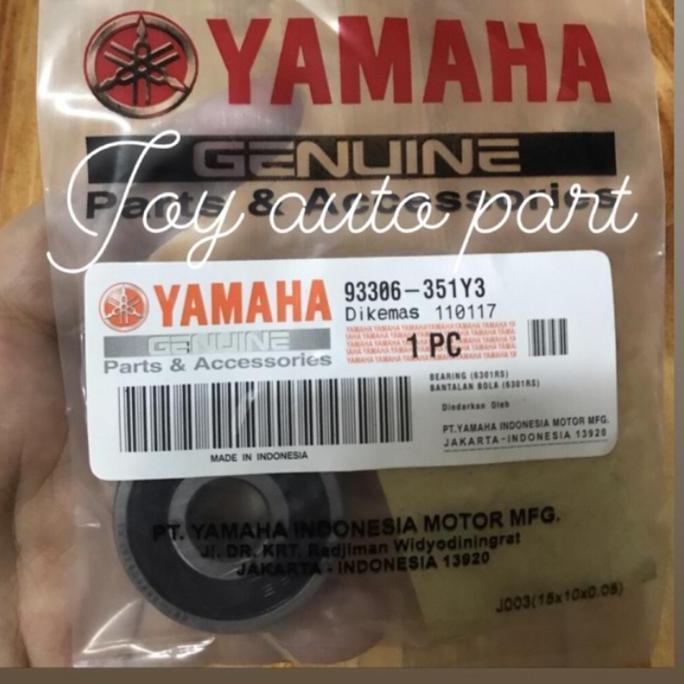 YAMAHA
GENUINE
Parts & Accessories
Joy auto part
YAMAHA 93306-351Y3
GENUINE Dikemas 110117
Parts & Accessories 1 PC
BEARING (6301RS)
BANTALAN BOLA (6301RS)
Diedarkan Oleh
PT.YAMAHA INDONESIA MOTOR MFG.
JAKARTA-INDONESIA 13920
MADE IN INDONESIA
PT. YAMAHA INDONESIA MOTOR MFG.
Jl. DR. KRT. Radjiman Widyodiningrat
JAKARTA - INDONESIA 13920
J003(15x10x0.05)